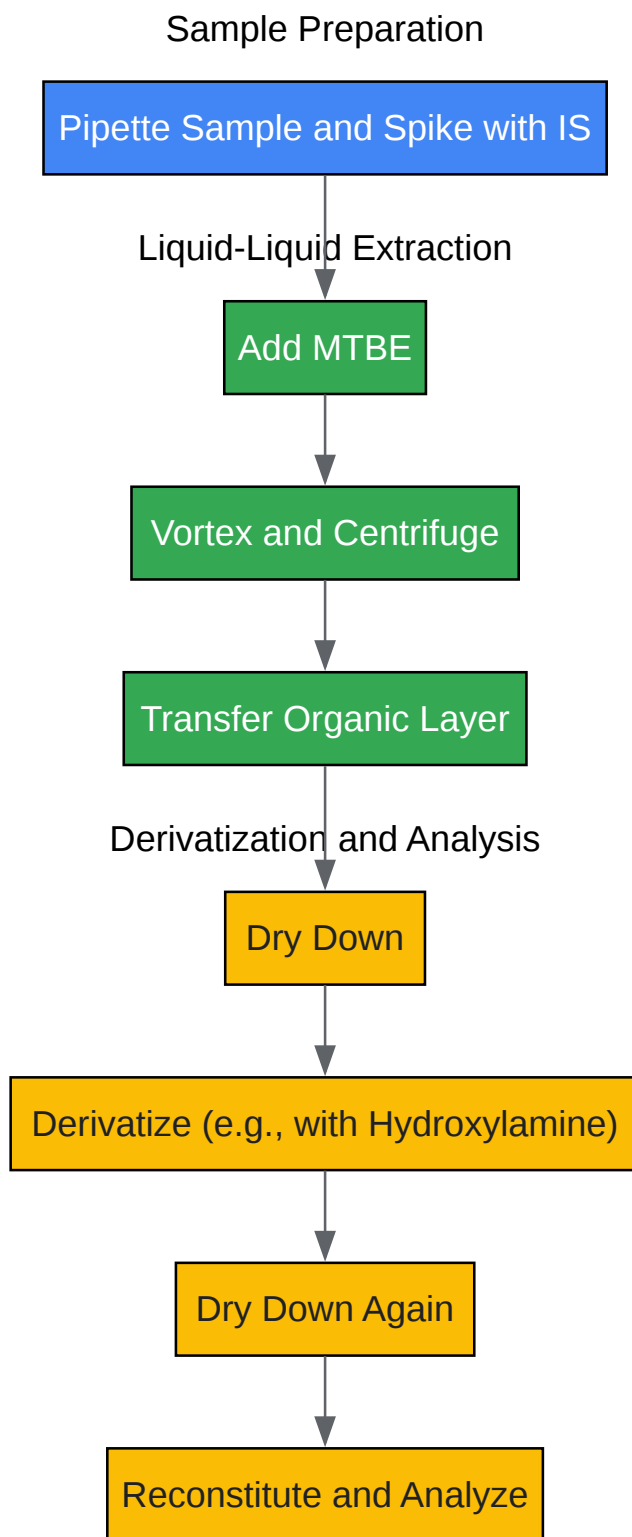 Sample Preparation
Pipette Sample and Spike with IS
Liquid-Liquid Extraction
Add MTBE
Vortex and Centrifuge
Transfer Organic Layer
Derivatization and Analysis
Dry Down
Derivatize (e.g., with Hydroxylamine)
Dry Down Again
Reconstitute and Analyze